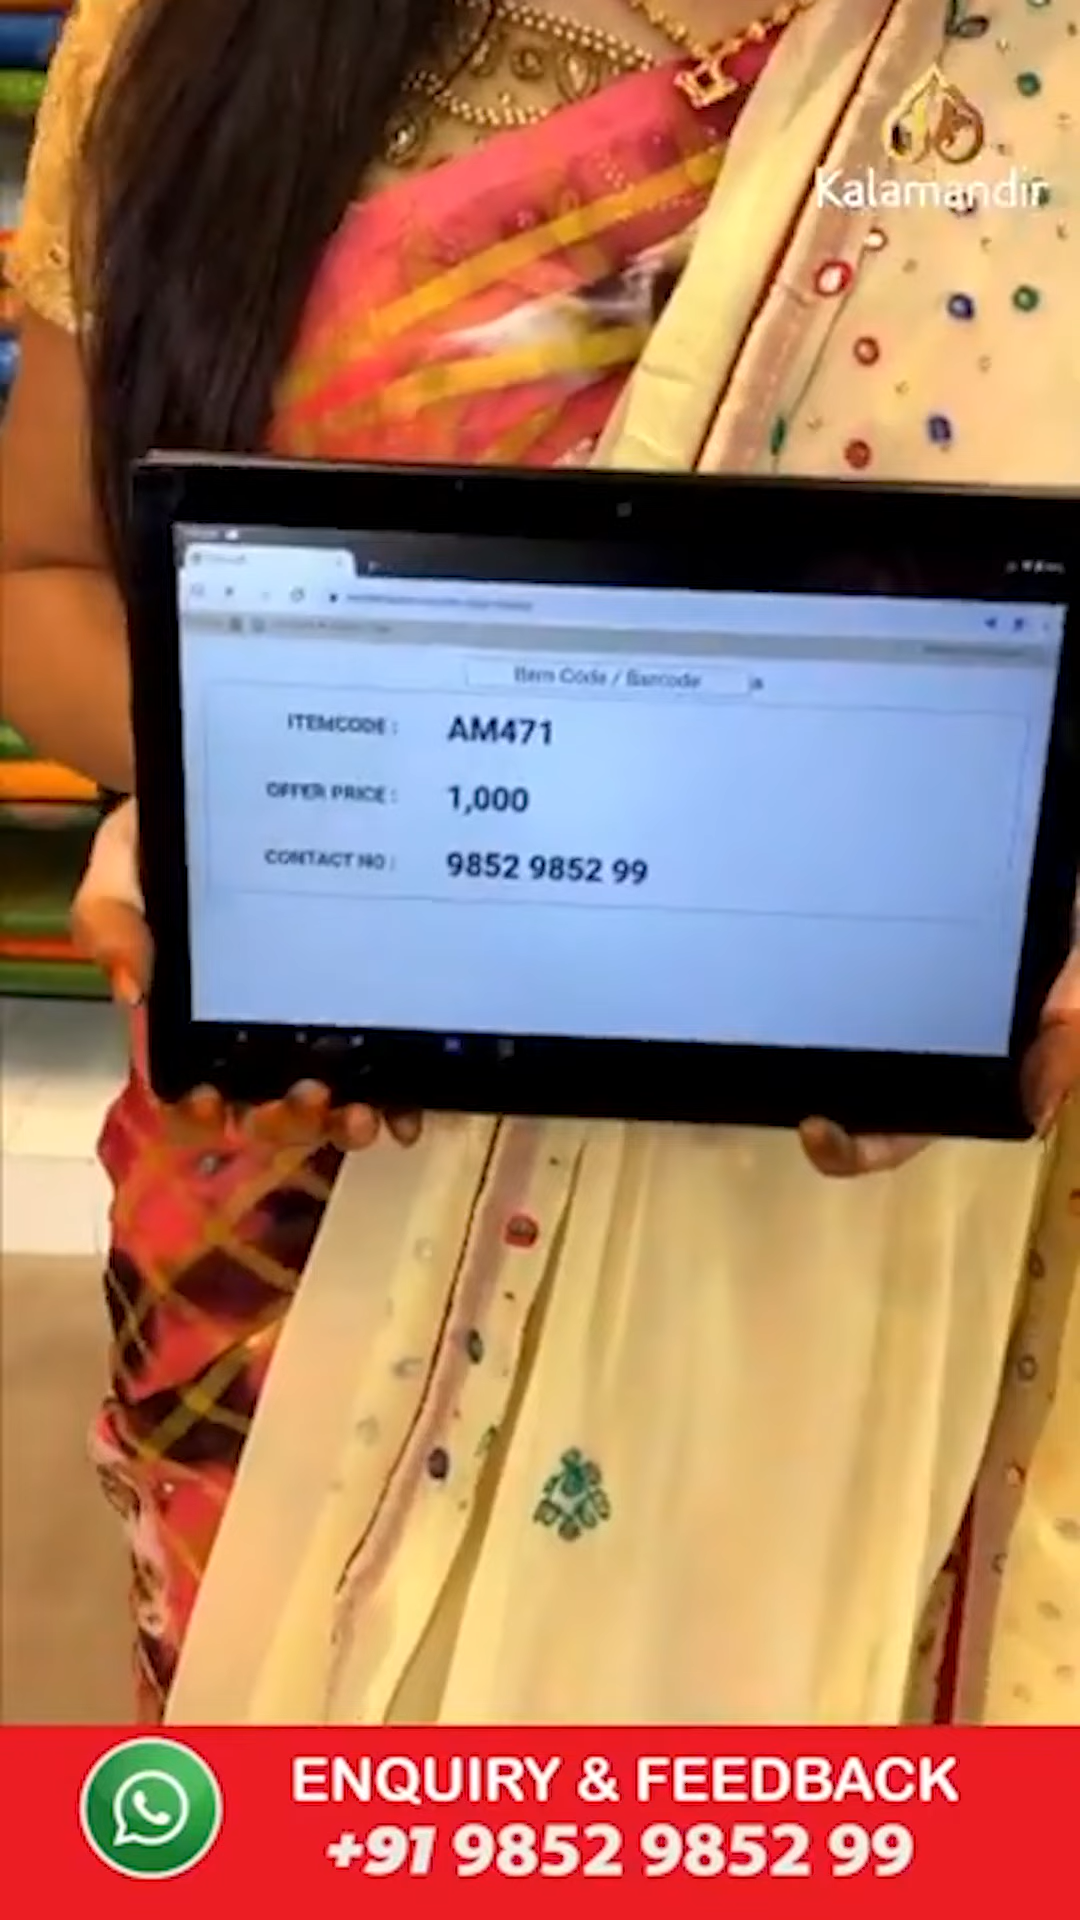 Kalamandir
Item Code / Barcode
ITEMCODE : AM471
OFFER PRICE : 1,000
CONTACT NO : 9852 9852 99
ENQUIRY & FEEDBACK
+91 9852 9852 99